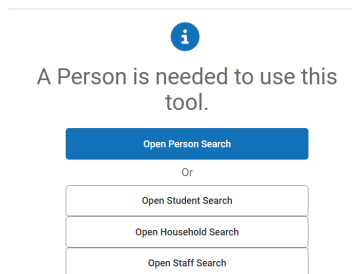 A Person is needed to use this
tool.
Open Person Search
Or
Open Student Search
Open Household Search
Open Staff Search